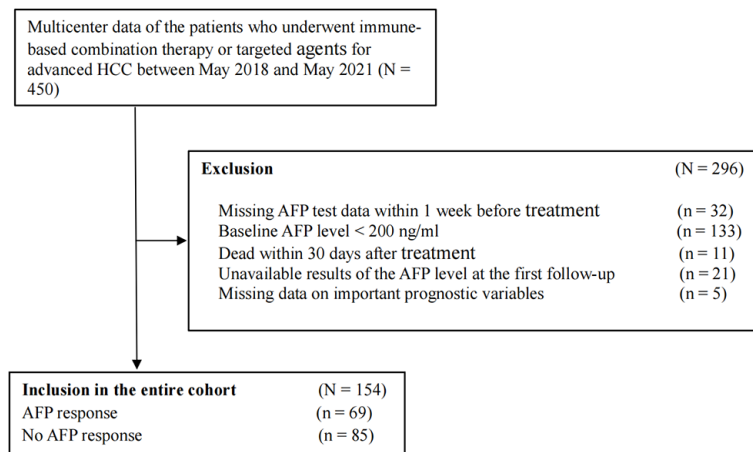 Multicenter data of the patients who underwent immune-
based combination therapy or targeted agents for
advanced HCC between May 2018 and May 2021 (N =
450)
Exclusion (N = 296)
Missing AFP test data within 1 week before treatment (n = 32)
Baseline AFP level < 200 ng/ml (n = 133)
Dead within 30 days after treatment (n = 11)
Unavailable results of the AFP level at the first follow-up (n = 21)
Missing data on important prognostic variables (n = 5)
Inclusion in the entire cohort (N = 154)
AFP response (n = 69)
No AFP response (n = 85)